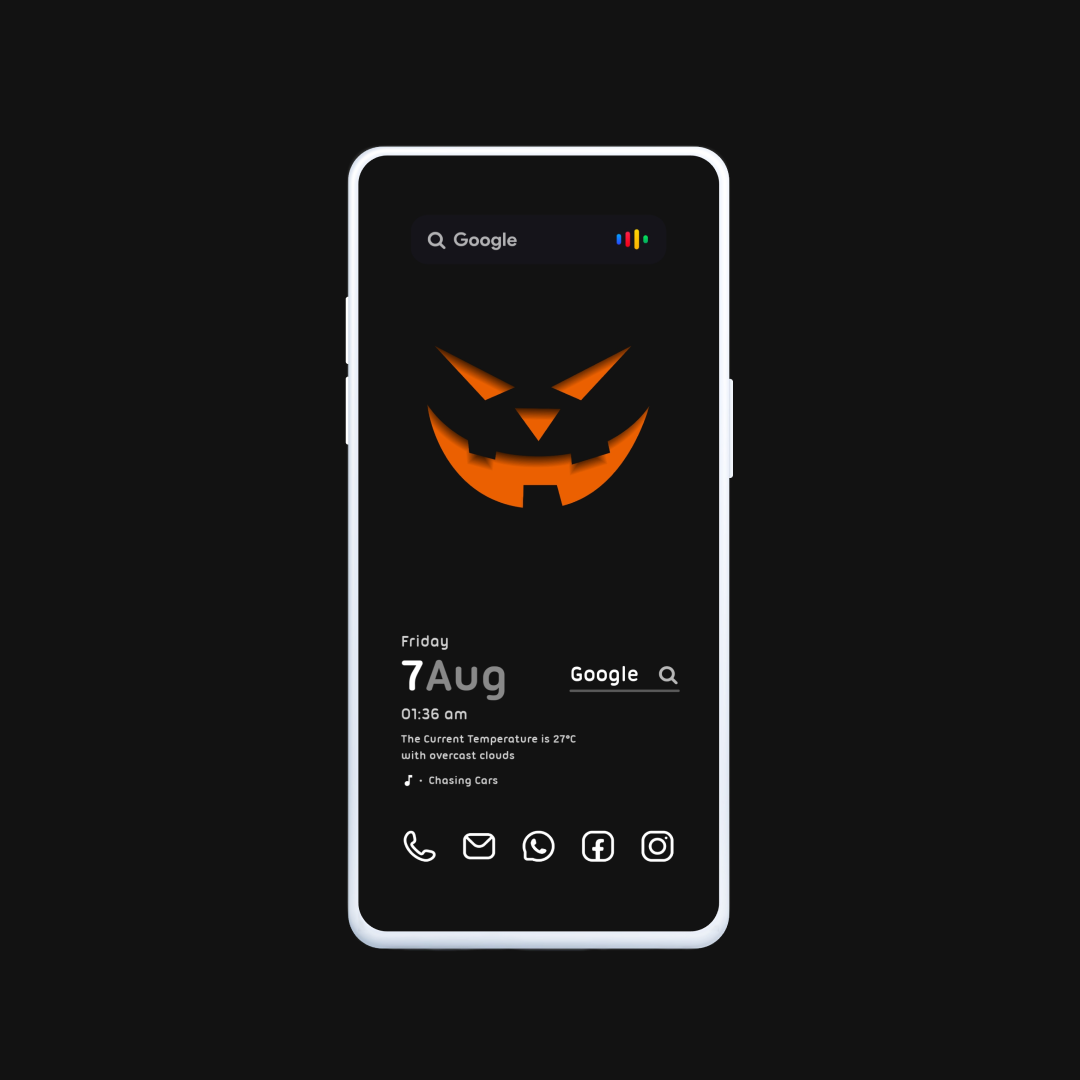 Google
Friday
7Aug
Google
01:36 am
The Current Temperature is 27°C
with overcast clouds
• Chasing Cars